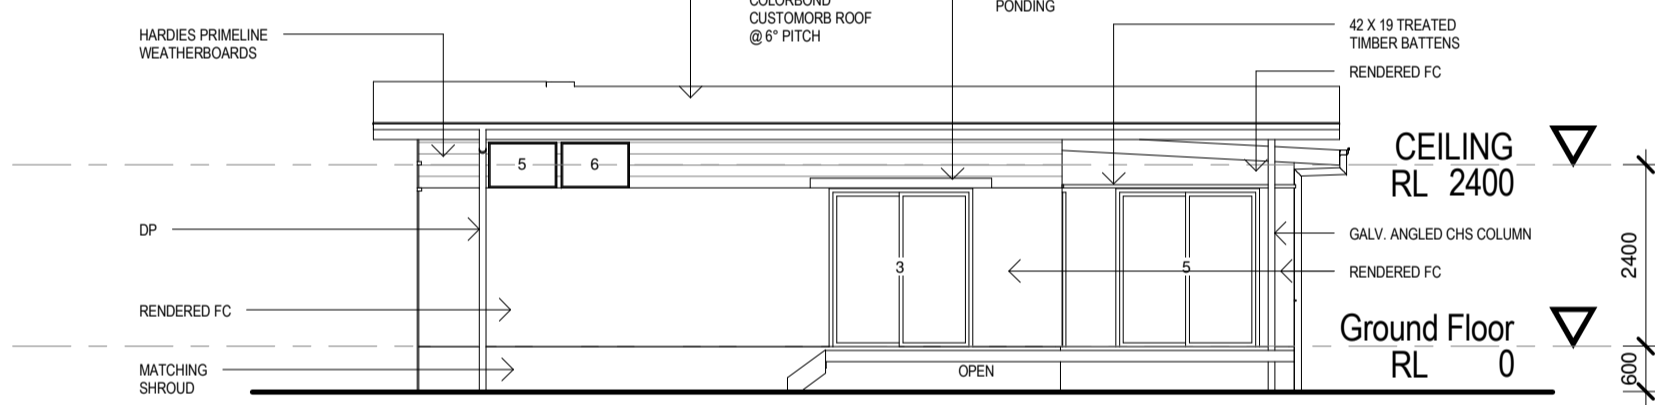 COLORBOND
CUSTOMORB ROOF
@ 6° PITCH
PONDING
HARDIES PRIMELINE
WEATHERBOARDS
42 X 19 TREATED
TIMBER BATTENS
RENDERED FC
5
6
CEILING
RL 2400
DP
GALV. ANGLED CHS COLUMN
2400
3
5
RENDERED FC
RENDERED FC
Ground Floor
RL 0
MATCHING
SHROUD
OPEN
600